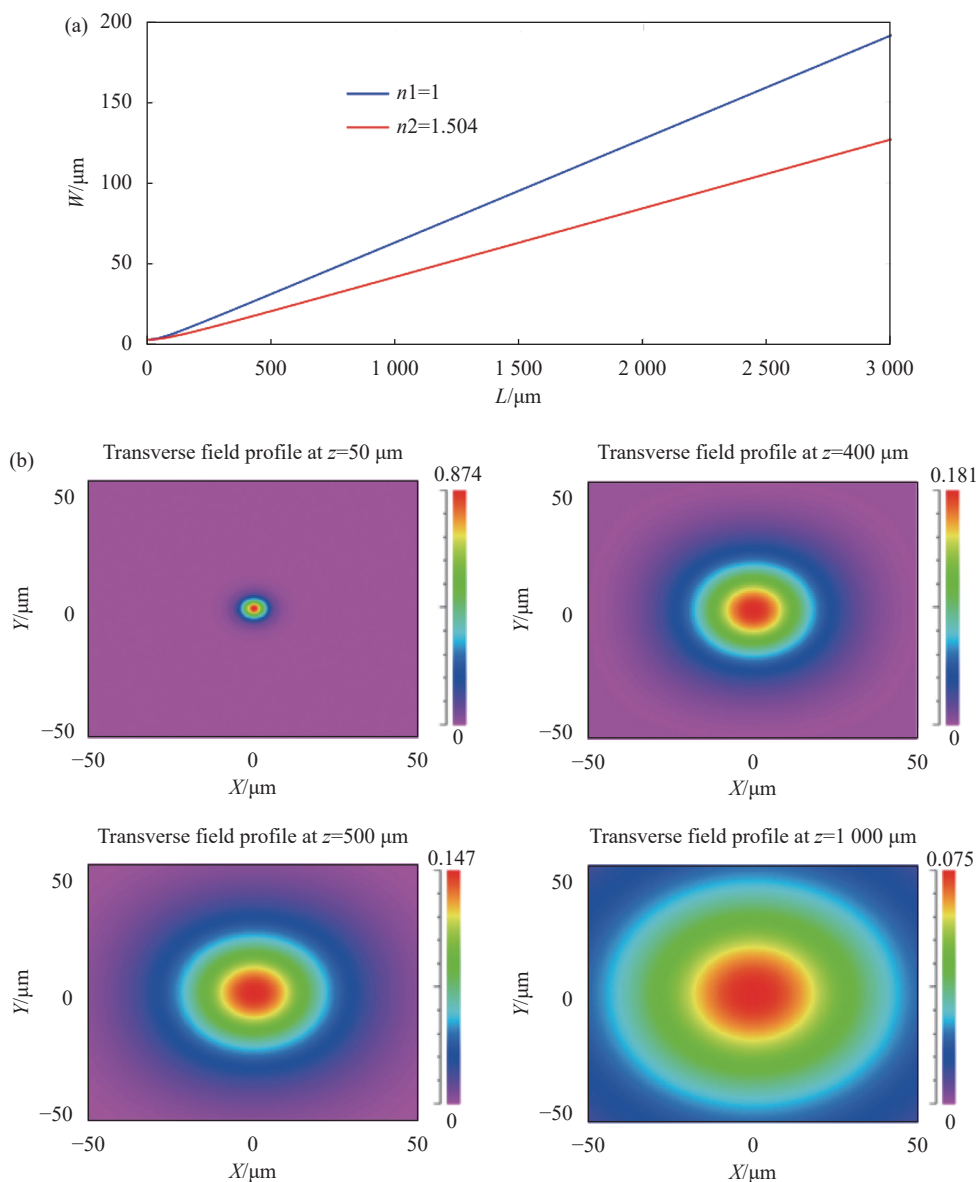 (a)
200
150
100
50
0
W/μm
n1=1
n2=1.504
0 500 1 000 1 500 2 000 2 500 3 000
L/μm
(b)
Transverse field profile at z=50 μm
0.874
50
0
−50
Y/μm
0
−50 0 50
X/μm
Transverse field profile at z=400 μm
0.181
50
0
−50
Y/μm
0
−50 0 50
X/μm
Transverse field profile at z=500 μm
0.147
50
0
−50
Y/μm
0
−50 0 50
X/μm
Transverse field profile at z=1 000 μm
0.075
50
0
−50
Y/μm
0
−50 0 50
X/μm